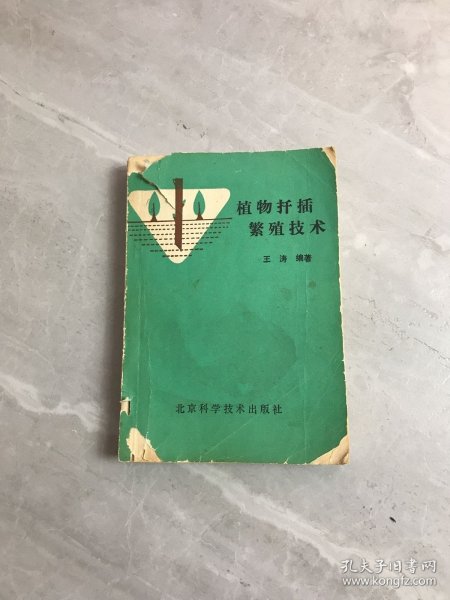 植物扦插
繁殖技术
王涛 编著
北京科学技术出版社
孔夫子旧书网
www.kongfz.com